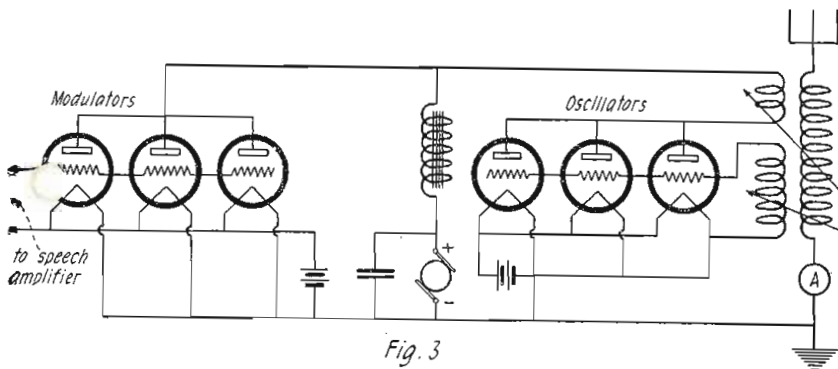 Modulators
Oscillators
to speech
amplifier
+
-
A
Fig. 3